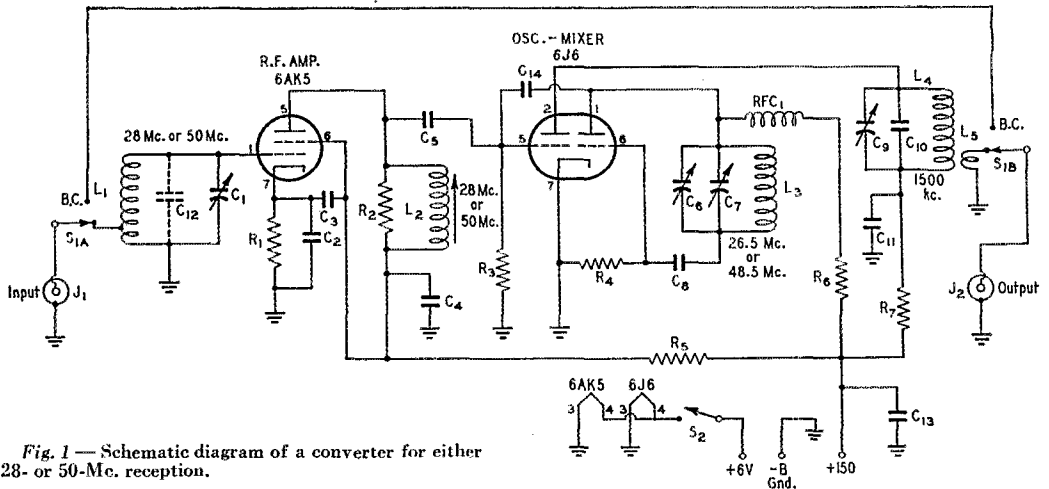 OSC.-MIXER
6J6
R.F. AMP.
6AK5
28 Mc. or 50 Mc.
B.C.
L1
S1A
Input
J1
C12
C1
1
5
6
7
R1
C3
C2
R2
L2
28 Mc.
or
50 Mc.
C4
C5
R3
C14
5
2
1
6
7
R4
C8
C6
C7
L3
26.5 Mc.
or
48.5 Mc.
RFC1
R5
R6
C9
C10
L4
1500
kc.
L5
B.C.
S1B
C11
R7
J2
Output
6AK5
6J6
3
4
3
4
S2
+6V
-B
Gnd.
+150
C13
Fig. 1 — Schematic diagram of a converter for either
28- or 50-Mc. reception.